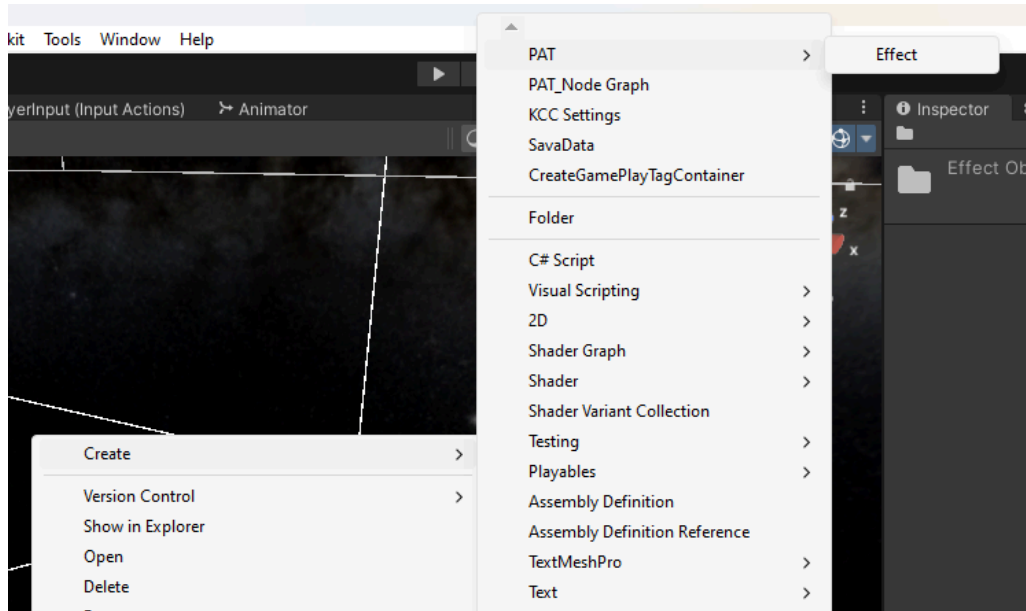 kit Tools Window Help
yerInput (Input Actions) Animator
Inspector
Effect Ob
z
x
PAT
Effect
PAT_Node Graph
KCC Settings
SavaData
CreateGamePlayTagContainer
Folder
C# Script
Visual Scripting
2D
Shader Graph
Shader
Shader Variant Collection
Testing
Playables
Assembly Definition
Assembly Definition Reference
TextMeshPro
Text
Create
Version Control
Show in Explorer
Open
Delete